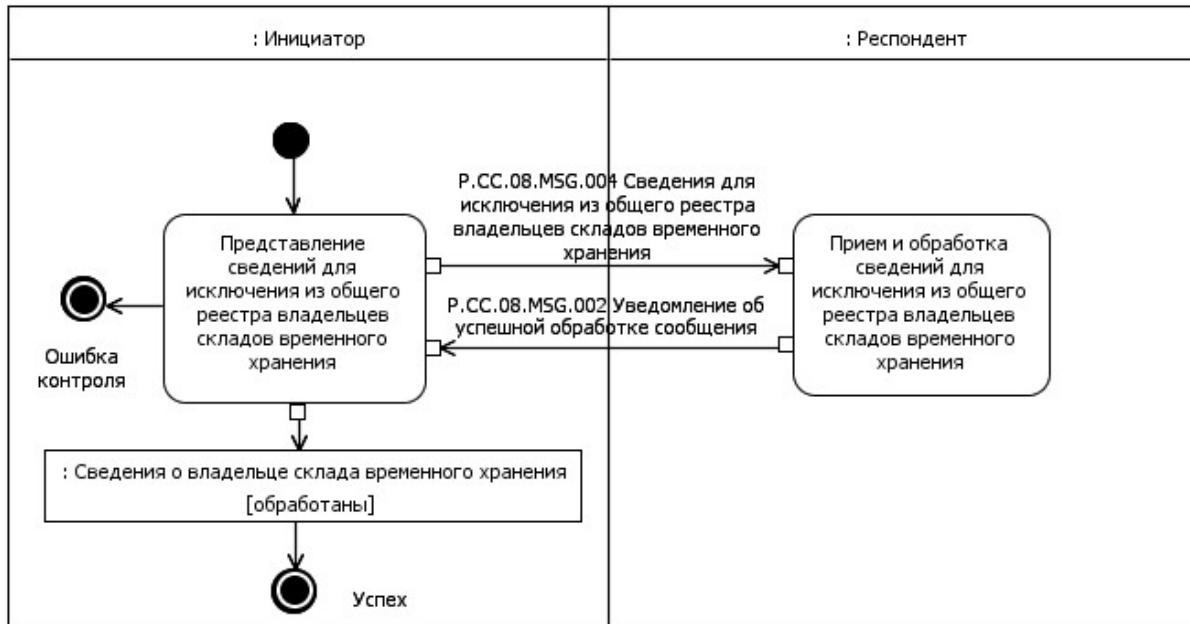 : Инициатор
: Респондент
P.CC.08.MSG.004 Сведения для
исключения из общего реестра
владельцев складов временного
хранения
Представление
сведений для
исключения из общего
реестра владельцев
складов временного
хранения
Прием и обработка
сведений для
исключения из общего
реестра владельцев
складов временного
хранения
P.CC.08.MSG.002 Уведомление об
успешной обработке сообщения
Ошибка
контроля
: Сведения о владельце склада временного хранения
[обработаны]
Успех